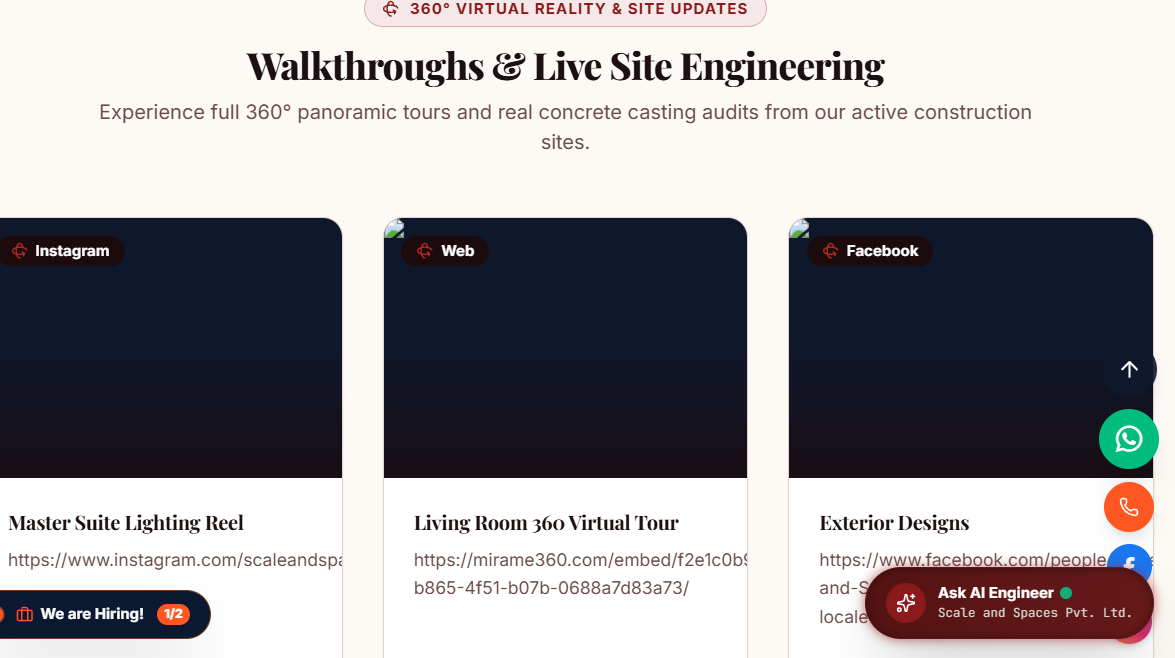 360° VIRTUAL REALITY & SITE UPDATES
Walkthroughs & Live Site Engineering
Experience full 360° panoramic tours and real concrete casting audits from our active construction
sites.
Instagram
Web
Facebook
Master Suite Lighting Reel
https://www.instagram.com/scaleandspa
Living Room 360 Virtual Tour
https://mirame360.com/embed/f2e1c0b9
b865-4f51-b07b-0688a7d83a73/
Exterior Designs
https://www.facebook.com/people
and-S
locale
We are Hiring! 1/2
Ask AI Engineer
Scale and Spaces Pvt. Ltd.